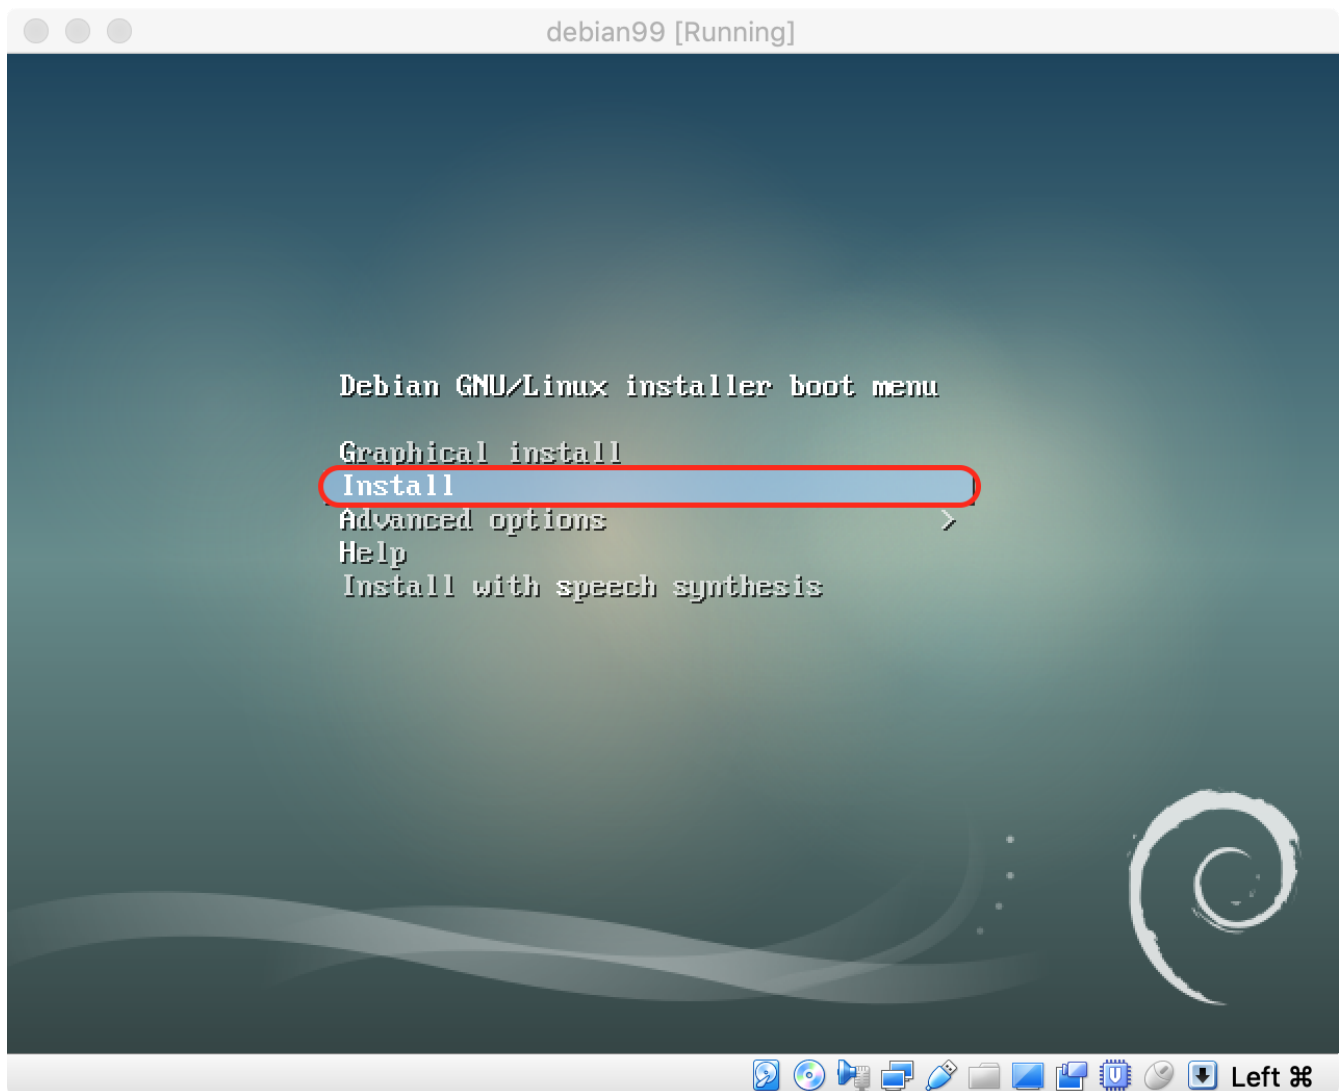 debian99 [Running]
Debian GNU/Linux installer boot menu
Graphical install
Install
Advanced options >
Help
Install with speech synthesis
Left ⌘